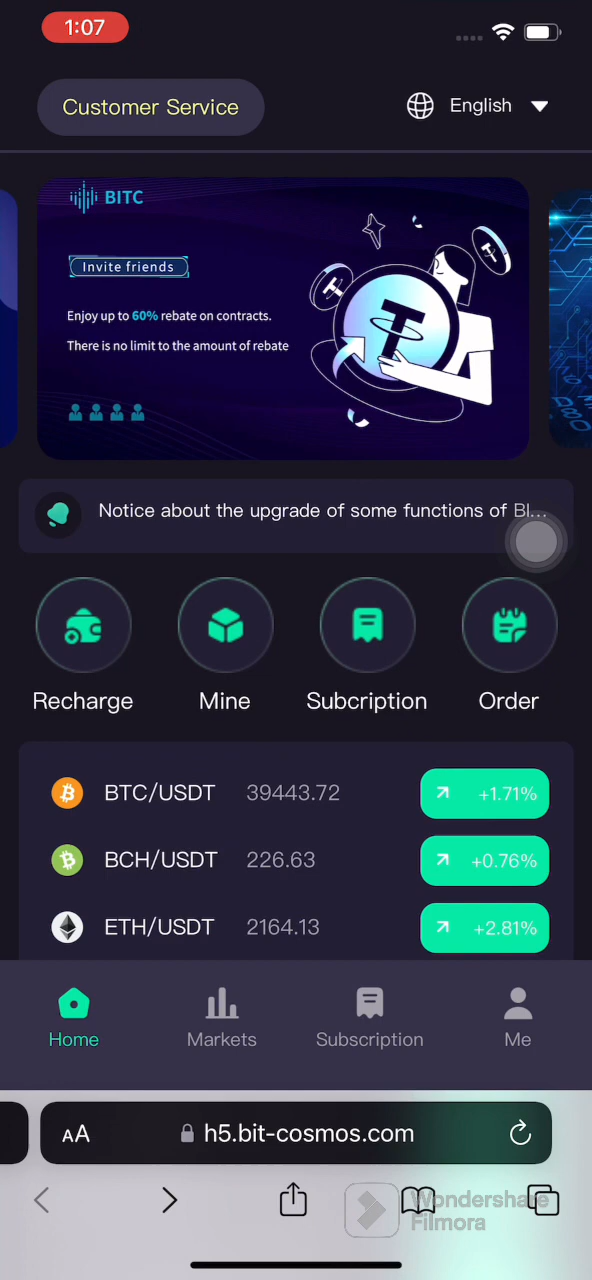 1:07
Customer Service
English
BITC
Invite friends
Enjoy up to 60% rebate on contracts.
There is no limit to the amount of rebate
Notice about the upgrade of some functions of BI...
Recharge Mine Subcription Order
BTC/USDT 39443.72 +1.71%
BCH/USDT 226.63 +0.76%
ETH/USDT 2164.13 +2.81%
Home Markets Subscription Me
AA h5.bit-cosmos.com
Wondershare
Filmora